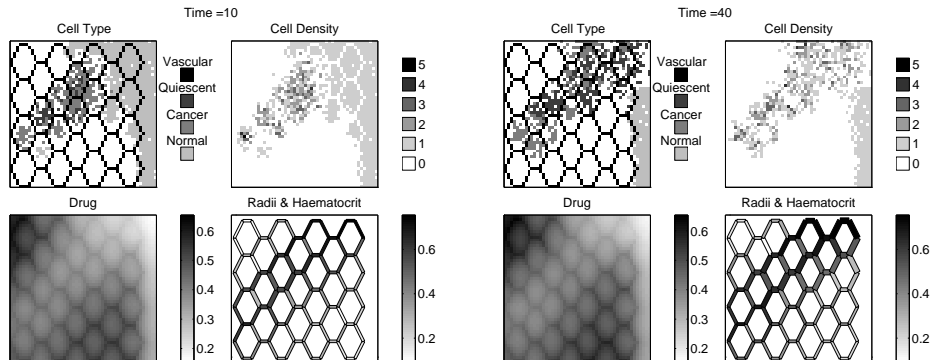 Time =10
Cell Type
Cell Density
Vascular
Quiescent
Cancer
Normal
5
4
3
2
1
0
Drug
Radii & Haematocrit
0.6
0.5
0.4
0.3
0.2
0.6
0.4
0.2
Time =40
Cell Type
Cell Density
Vascular
Quiescent
Cancer
Normal
5
4
3
2
1
0
Drug
Radii & Haematocrit
0.6
0.5
0.4
0.3
0.2
0.6
0.4
0.2